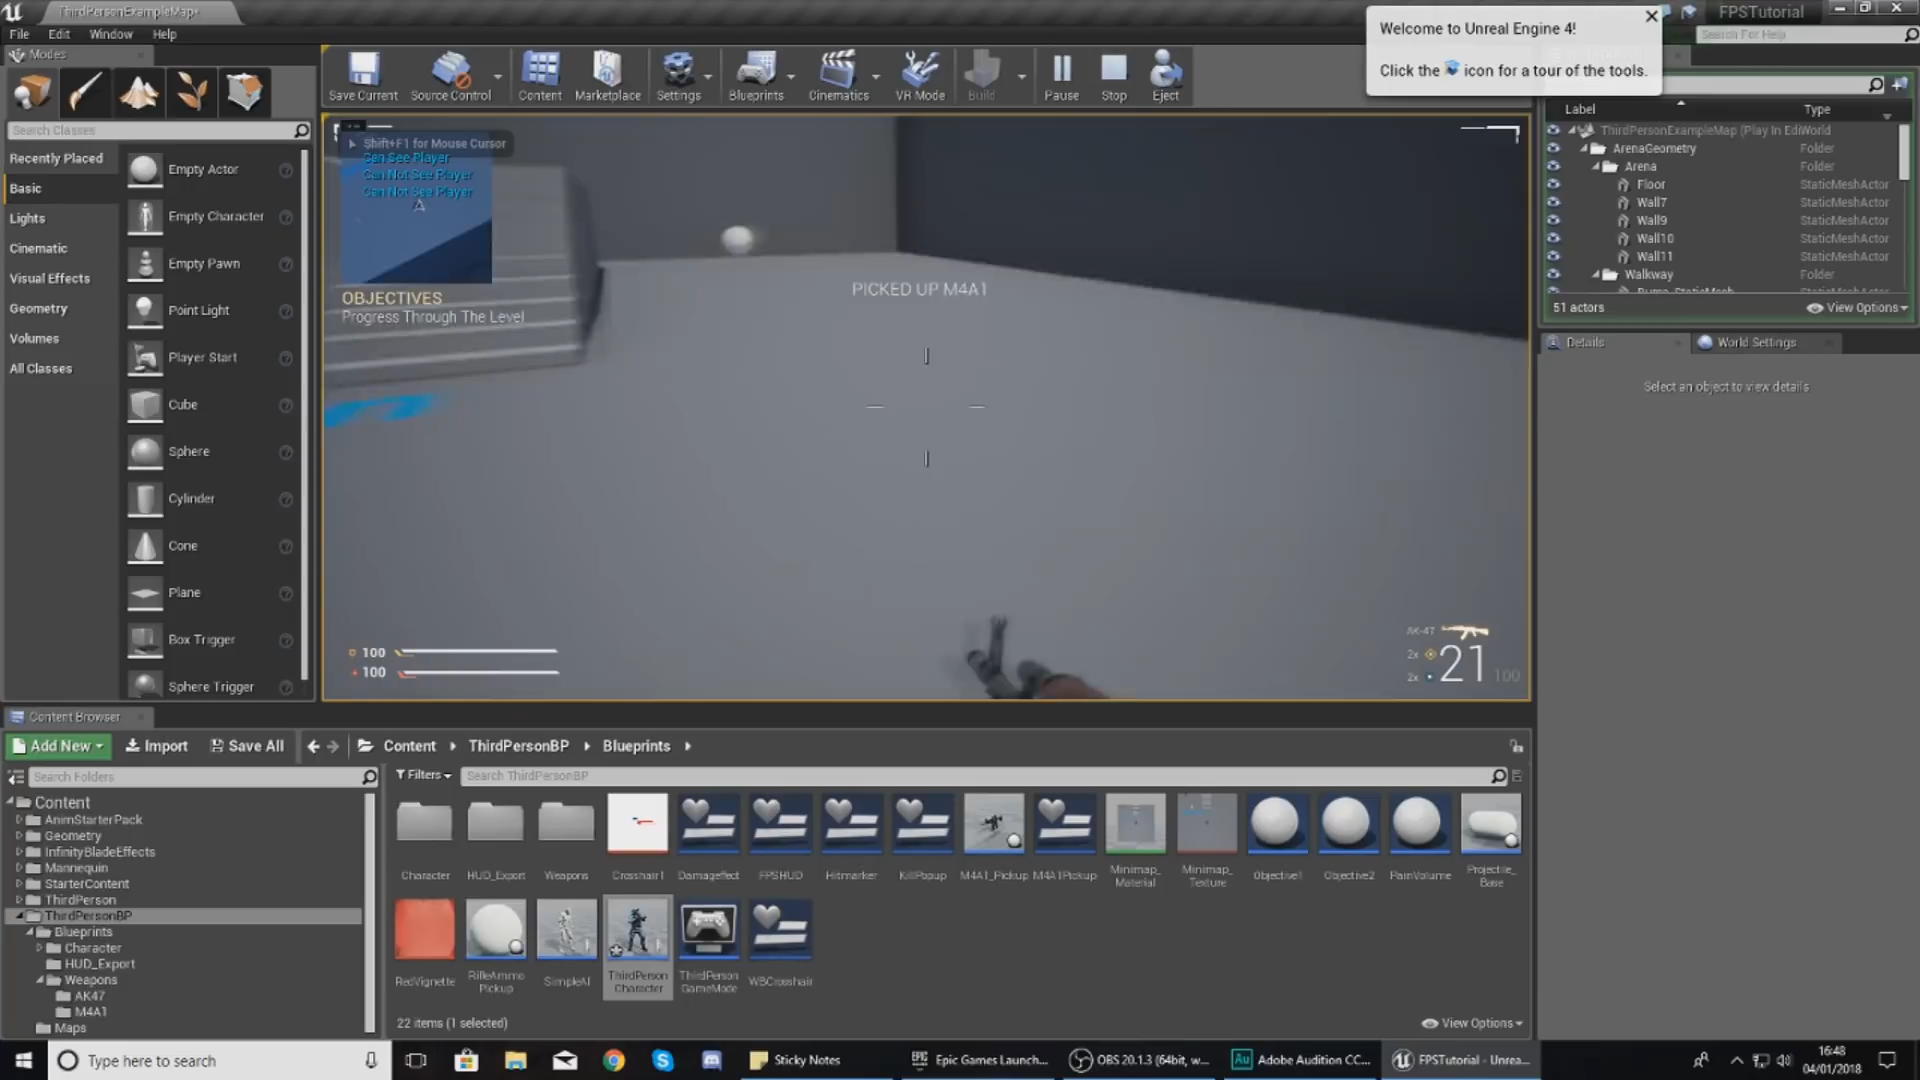 ThirdPersonExampleMap*
FPSTutorial
File Edit Window Help
Search For Help
Welcome to Unreal Engine 4!
Click the icon for a tour of the tools.
Modes
Save Current
Source Control
Content
Marketplace
Settings
Blueprints
Cinematics
VR Mode
Build
Pause
Stop
Eject
Search Classes
Recently Placed
Basic
Lights
Cinematic
Visual Effects
Geometry
Volumes
All Classes
Empty Actor
Empty Character
Empty Pawn
Point Light
Player Start
Cube
Sphere
Cylinder
Cone
Plane
Box Trigger
Sphere Trigger
Shift+F1 for Mouse Cursor
Can See Player
Can Not See Player
Can Not See Player
OBJECTIVES
Progress Through The Level
PICKED UP M4A1
100
100
AK-47
2x
21
2x
100
Label Type
ThirdPersonExampleMap (Play In Edi World
ArenaGeometry Folder
Arena Folder
Floor StaticMeshActor
Wall7 StaticMeshActor
Wall9 StaticMeshActor
Wall10 StaticMeshActor
Wall11 StaticMeshActor
Walkway Folder
51 actors
View Options
Details
World Settings
Select an object to view details
Content Browser
Add New
Import
Save All
Content
ThirdPersonBP
Blueprints
Search Folders
Filters
Search ThirdPersonBP
Content
AnimStarterPack
Geometry
InfinityBladeEffects
Mannequin
StarterContent
ThirdPerson
ThirdPersonBP
Blueprints
Character
HUD_Export
Weapons
AK47
M4A1
Maps
Character
HUD_Export
Weapons
Crosshair1
Damageffect
FPSHUD
Hitmarker
KillPopup
M4A1_Pickup
M4A1Pickup
Minimap_
Material
Minimap_
Texture
Objective1
Objective2
PainVolume
Projectile_
Base
RedVignette
RifleAmmo
Pickup
SimpleAI
ThirdPerson
Character
ThirdPerson
GameMode
WBCrosshair
22 items (1 selected)
View Options
Type here to search
Sticky Notes
Epic Games Launch...
OBS 20.1.3 (64bit, w...
Adobe Audition CC...
FPSTutorial - Unrea...
16:48
04/01/2018